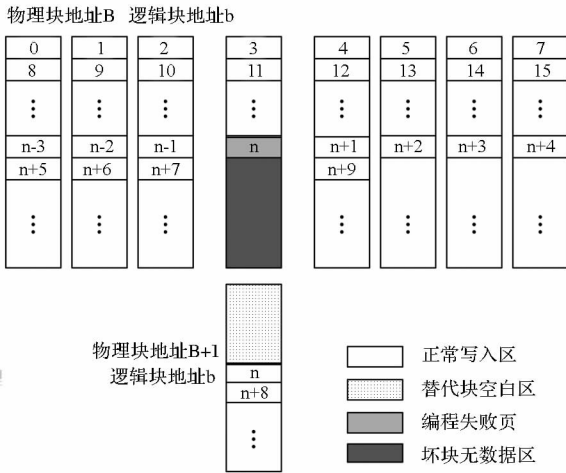 物理块地址B 逻辑块地址b
0 1 2 3 4 5 6 7
8 9 10 11 12 13 14 15
n-3 n-2 n-1 n n+1 n+2 n+3 n+4
n+5 n+6 n+7 n+9
物理块地址B+1
逻辑块地址b
n
n+8
正常写入区
替代块空白区
编程失败页
坏块无数据区